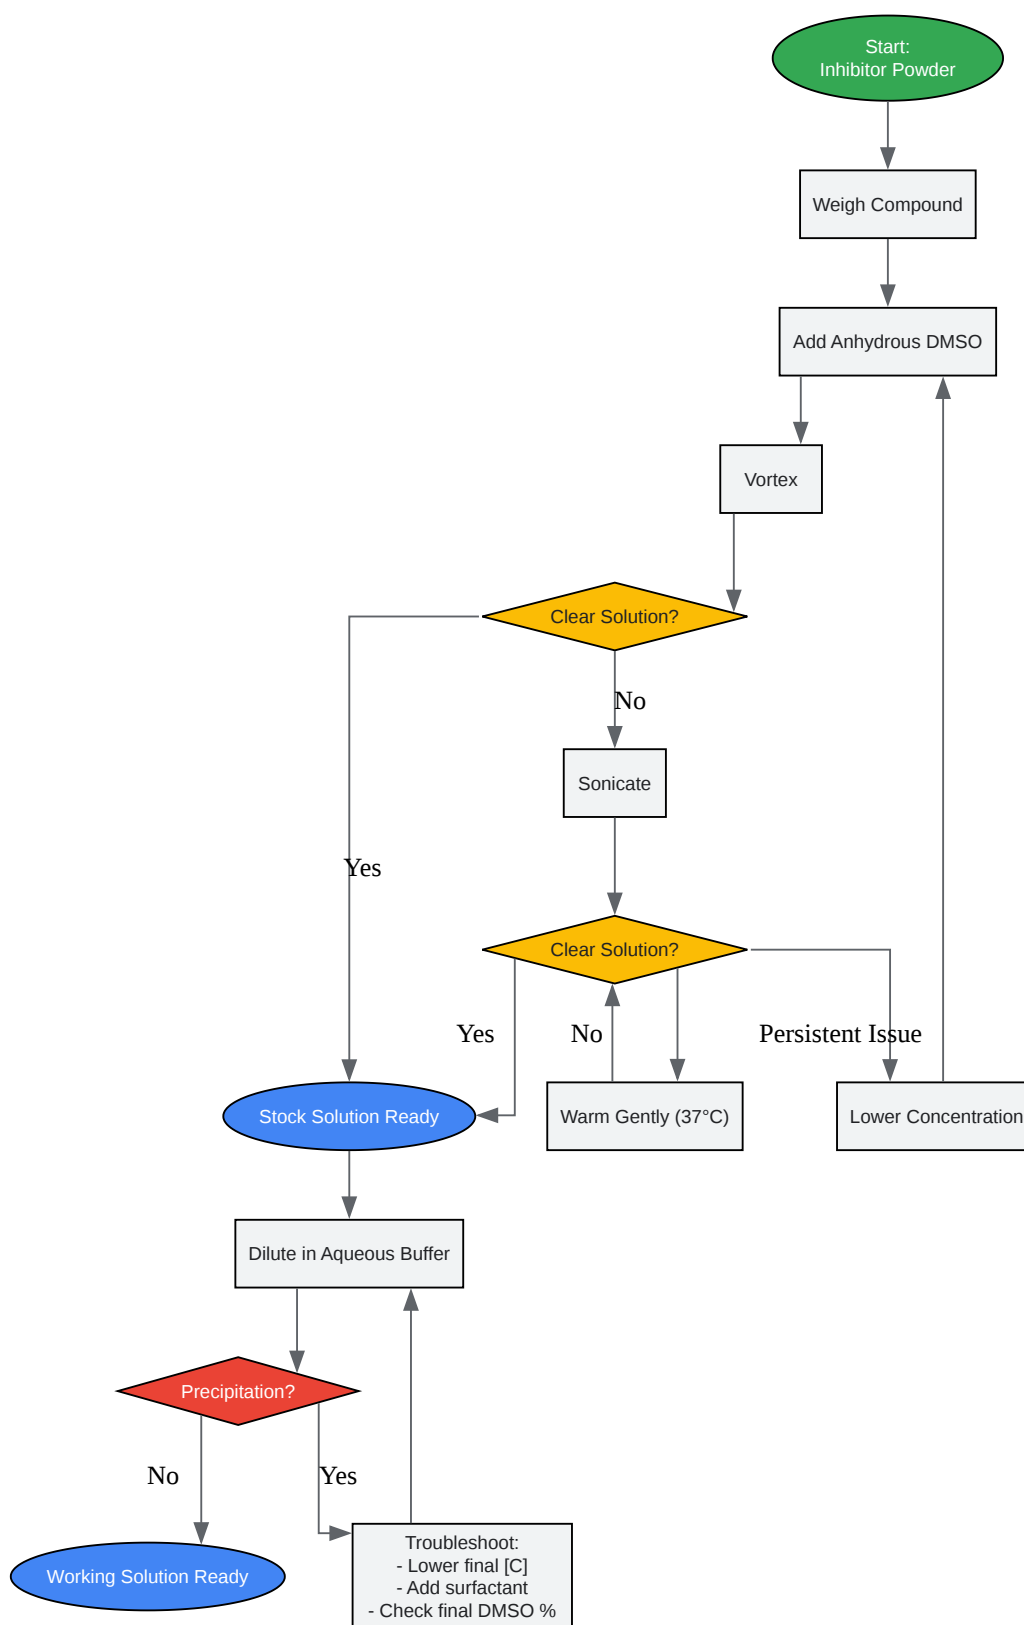 Start:
Inhibitor Powder
Weigh Compound
Add Anhydrous DMSO
Vortex
Clear Solution?
No
Sonicate
Yes
Clear Solution?
Yes
No
Persistent Issue
Stock Solution Ready
Warm Gently (37°C)
Lower Concentration
Dilute in Aqueous Buffer
Precipitation?
No
Yes
Troubleshoot:
- Lower final [C]
- Add surfactant
- Check final DMSO %
Working Solution Ready